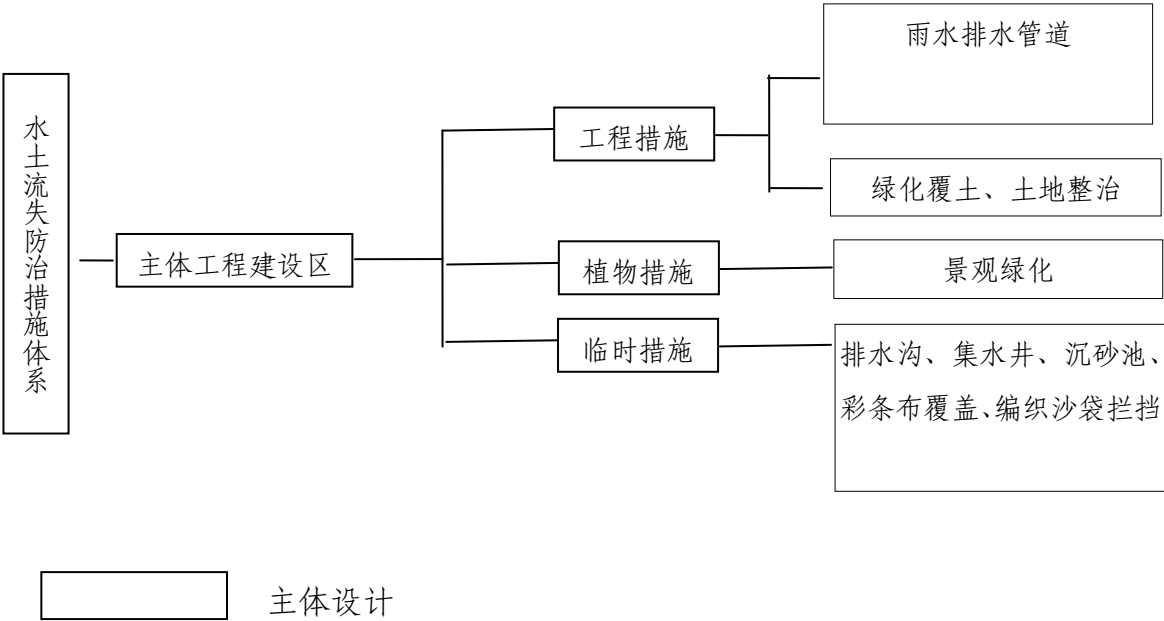 水土流失防治措施体系
主体工程建设区
工程措施
雨水排水管道
绿化覆土、土地整治
植物措施
景观绿化
临时措施
排水沟、集水井、沉砂池、
彩条布覆盖、编织沙袋拦挡
主体设计